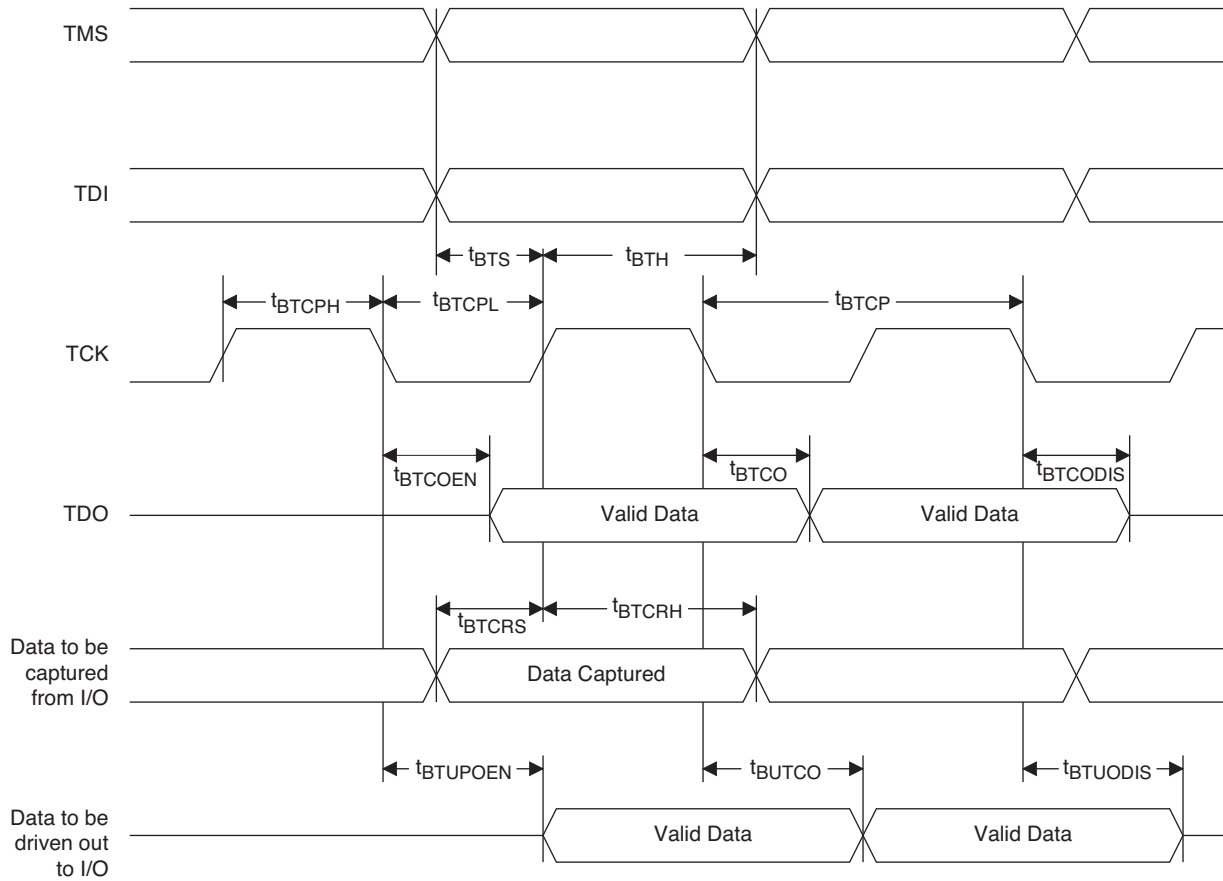 TMS
TDI
tBTS
tBTH
tBTCPH
tBTCPL
tBTCP
TCK
tBTCOEN
tBTCO
tBTCODIS
TDO
Valid Data
Valid Data
tBTCRS
tBTCRH
Data to be
captured
from I/O
Data Captured
tBTUPOEN
tBUTCO
tBTUODIS
Data to be
driven out
to I/O
Valid Data
Valid Data